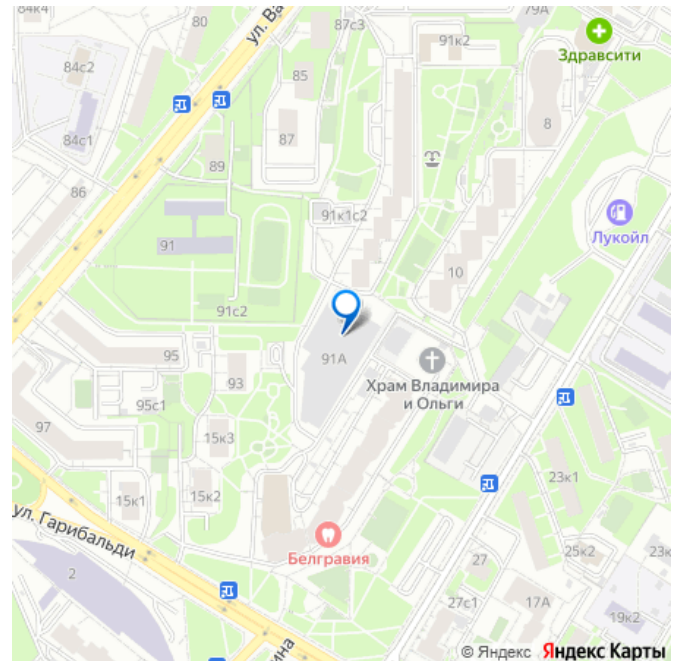 84к4
80
ул. Ва
87с3
91к2
79А
Здравсити
84с2
85
8
84с1
87
86
89
91к1с2
Лукойл
91
10
91с2
95
93
91А
Храм Владимира
и Ольги
95с1
97
15к3
15к1
15к2
23к1
ул. Гарибальди
Белгравия
2
27
25к2
23к
27с1
17А
19к2
ина
© Яндекс Яндекс Карты